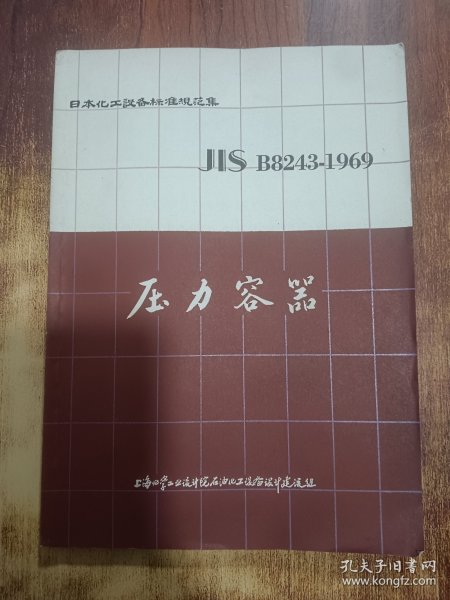 日本化工設备标准規范集
JIS B8243-1969
压力容器
上海化学工业设计院石油化工设备设计建设组
孔夫子旧书网
www.kongfz.com